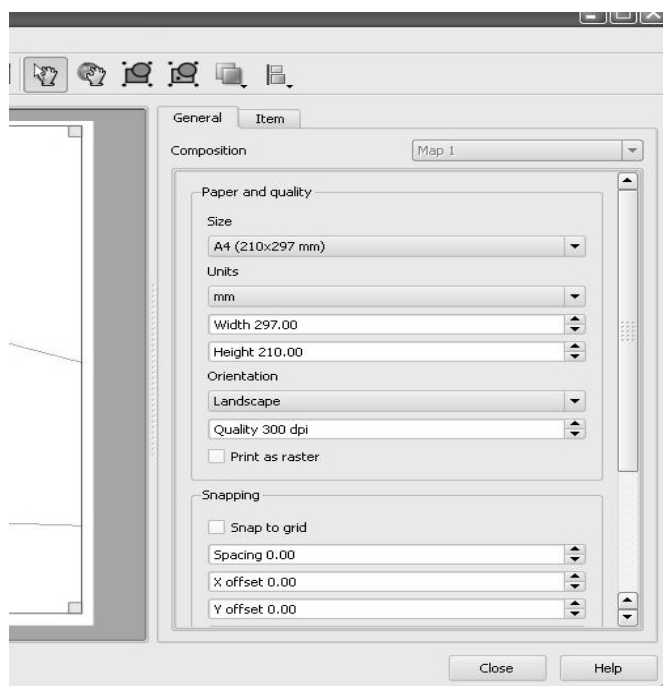 General Item
Composition Map 1
Paper and quality
Size
A4 (210x297 mm)
Units
mm
Width 297.00
Height 210.00
Orientation
Landscape
Quality 300 dpi
Print as raster
Snapping
Snap to grid
Spacing 0.00
X offset 0.00
Y offset 0.00
Close Help